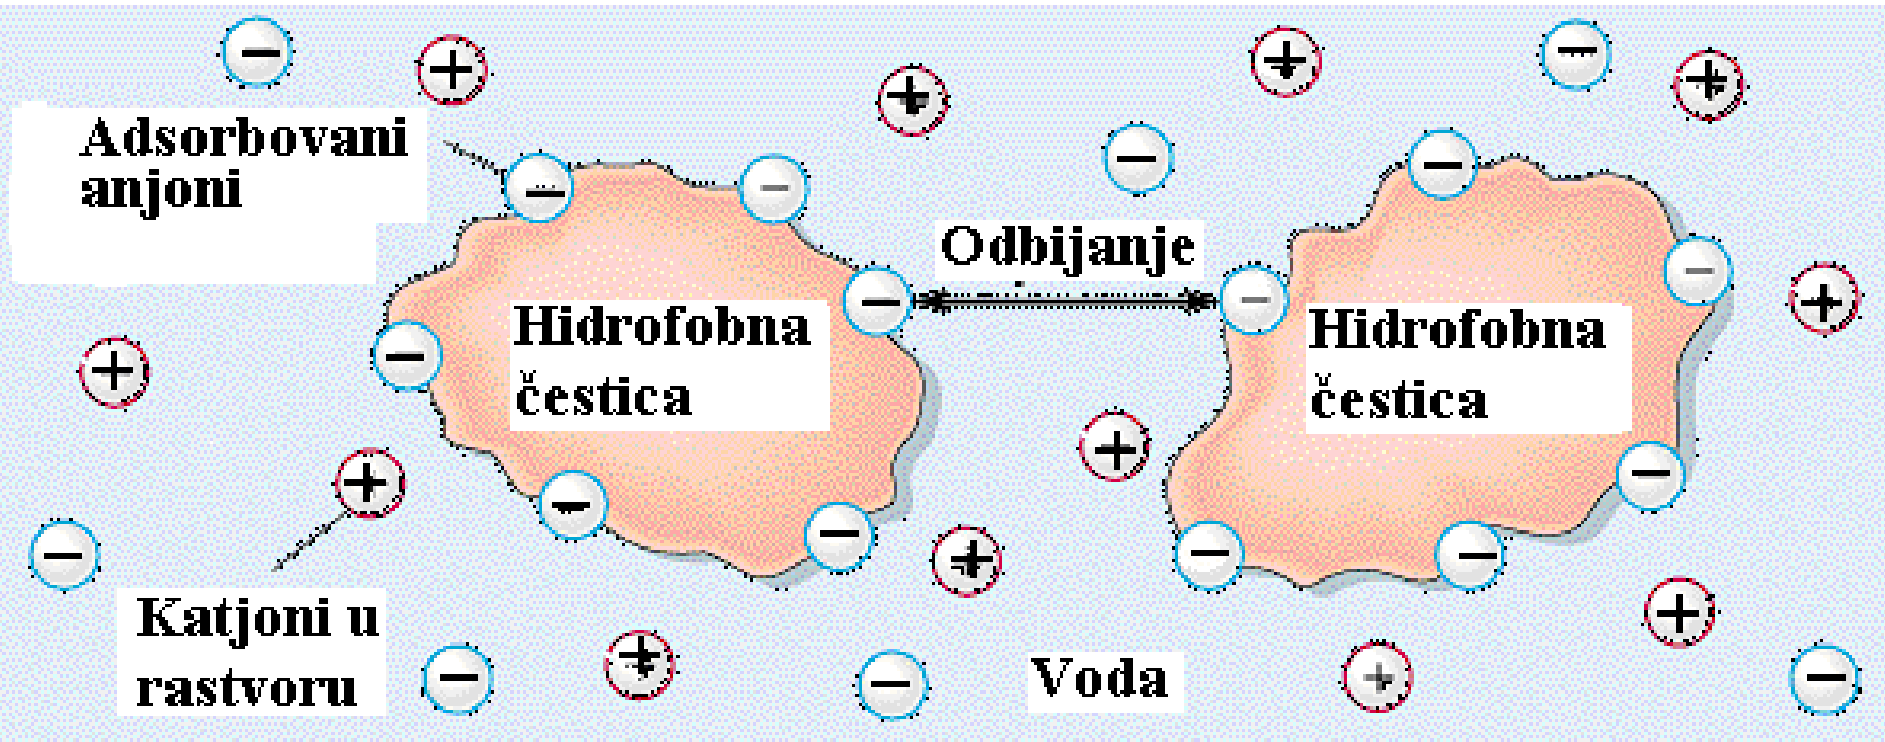 Adsorbovani
anjoni
Odbijanje
Hidrofobna
čestica
Hidrofobna
čestica
Katjoni u
rastvoru
Voda